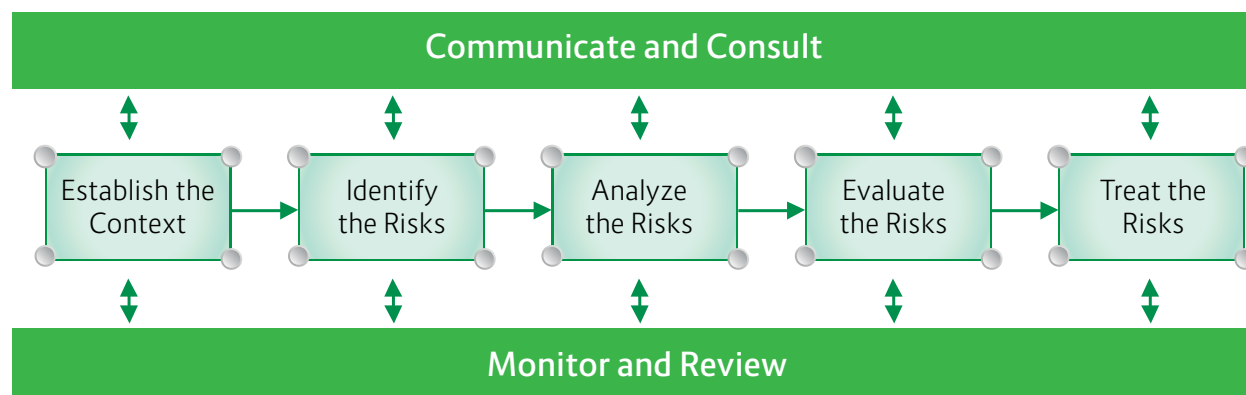 Communicate and Consult
Establish the
Context
Identify
the Risks
Analyze
the Risks
Evaluate
the Risks
Treat the
Risks
Monitor and Review